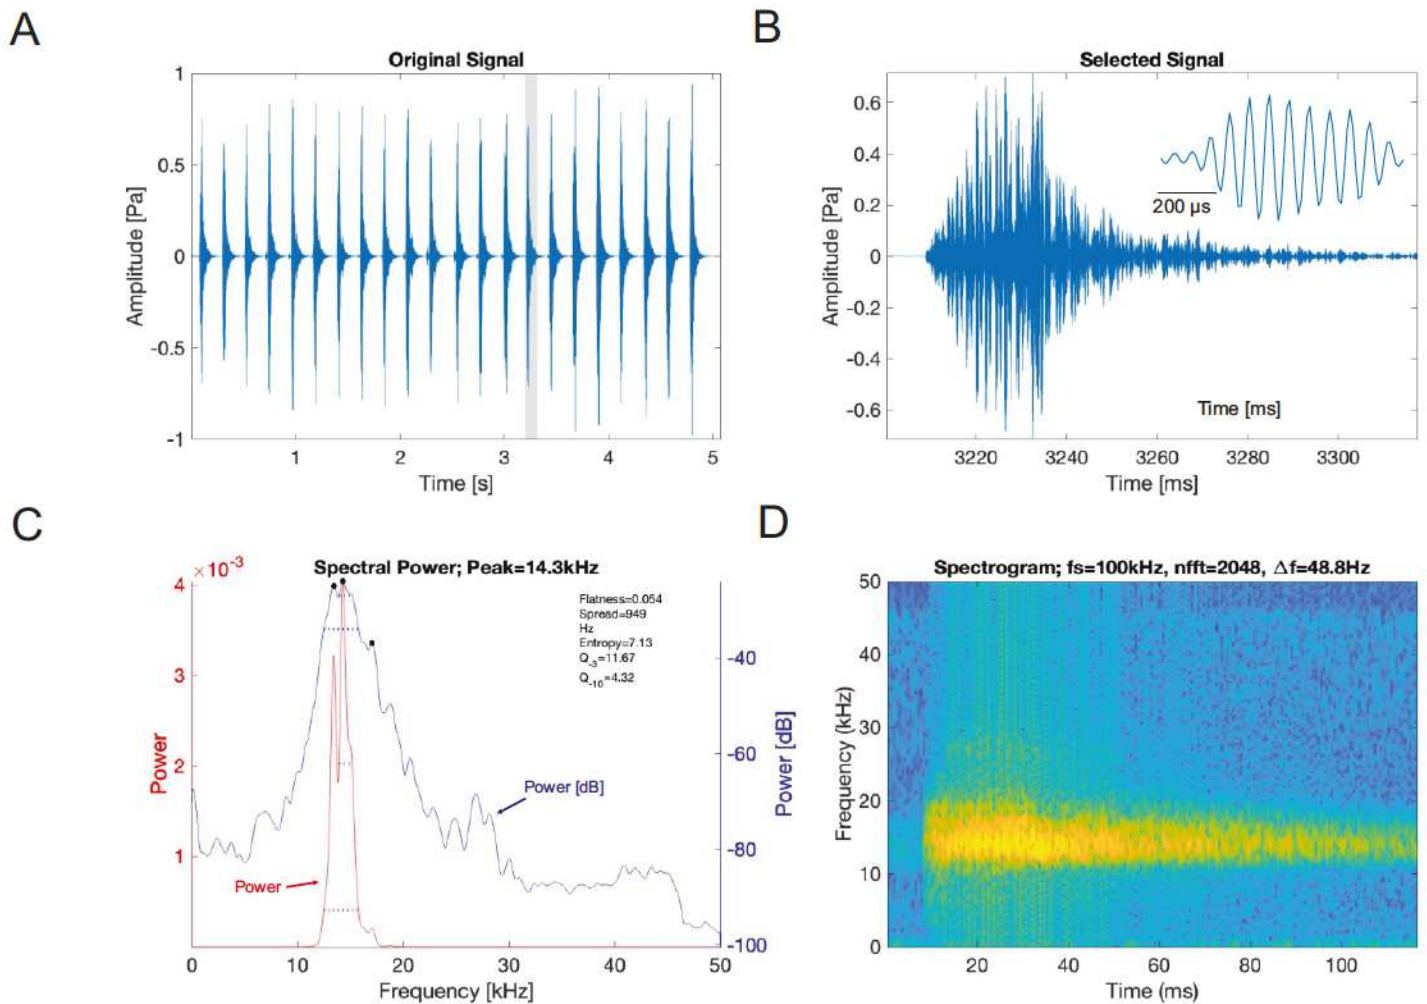 A
Original Signal
1
0.5
0
-0.5
-1
Amplitude [Pa]
1 2 3 4 5
Time [s]
B
Selected Signal
0.6
0.4
0.2
0
-0.2
-0.4
-0.6
Amplitude [Pa]
200 µs
Time [ms]
3220 3240 3260 3280 3300
Time [ms]
C
Spectral Power; Peak=14.3kHz
×10⁻³
4
3
2
1
Power
Flatness=0.054
Spread=949
Hz
Entropy=7.13
Q-3=11.67
Q-10=4.32
Power [dB]
Power
-40
-60
-80
-100
Power [dB]
0 10 20 30 40 50
Frequency [kHz]
D
Spectrogram; fs=100kHz, nfft=2048, Δf=48.8Hz
50
40
30
20
10
0
Frequency (kHz)
20 40 60 80 100
Time (ms)